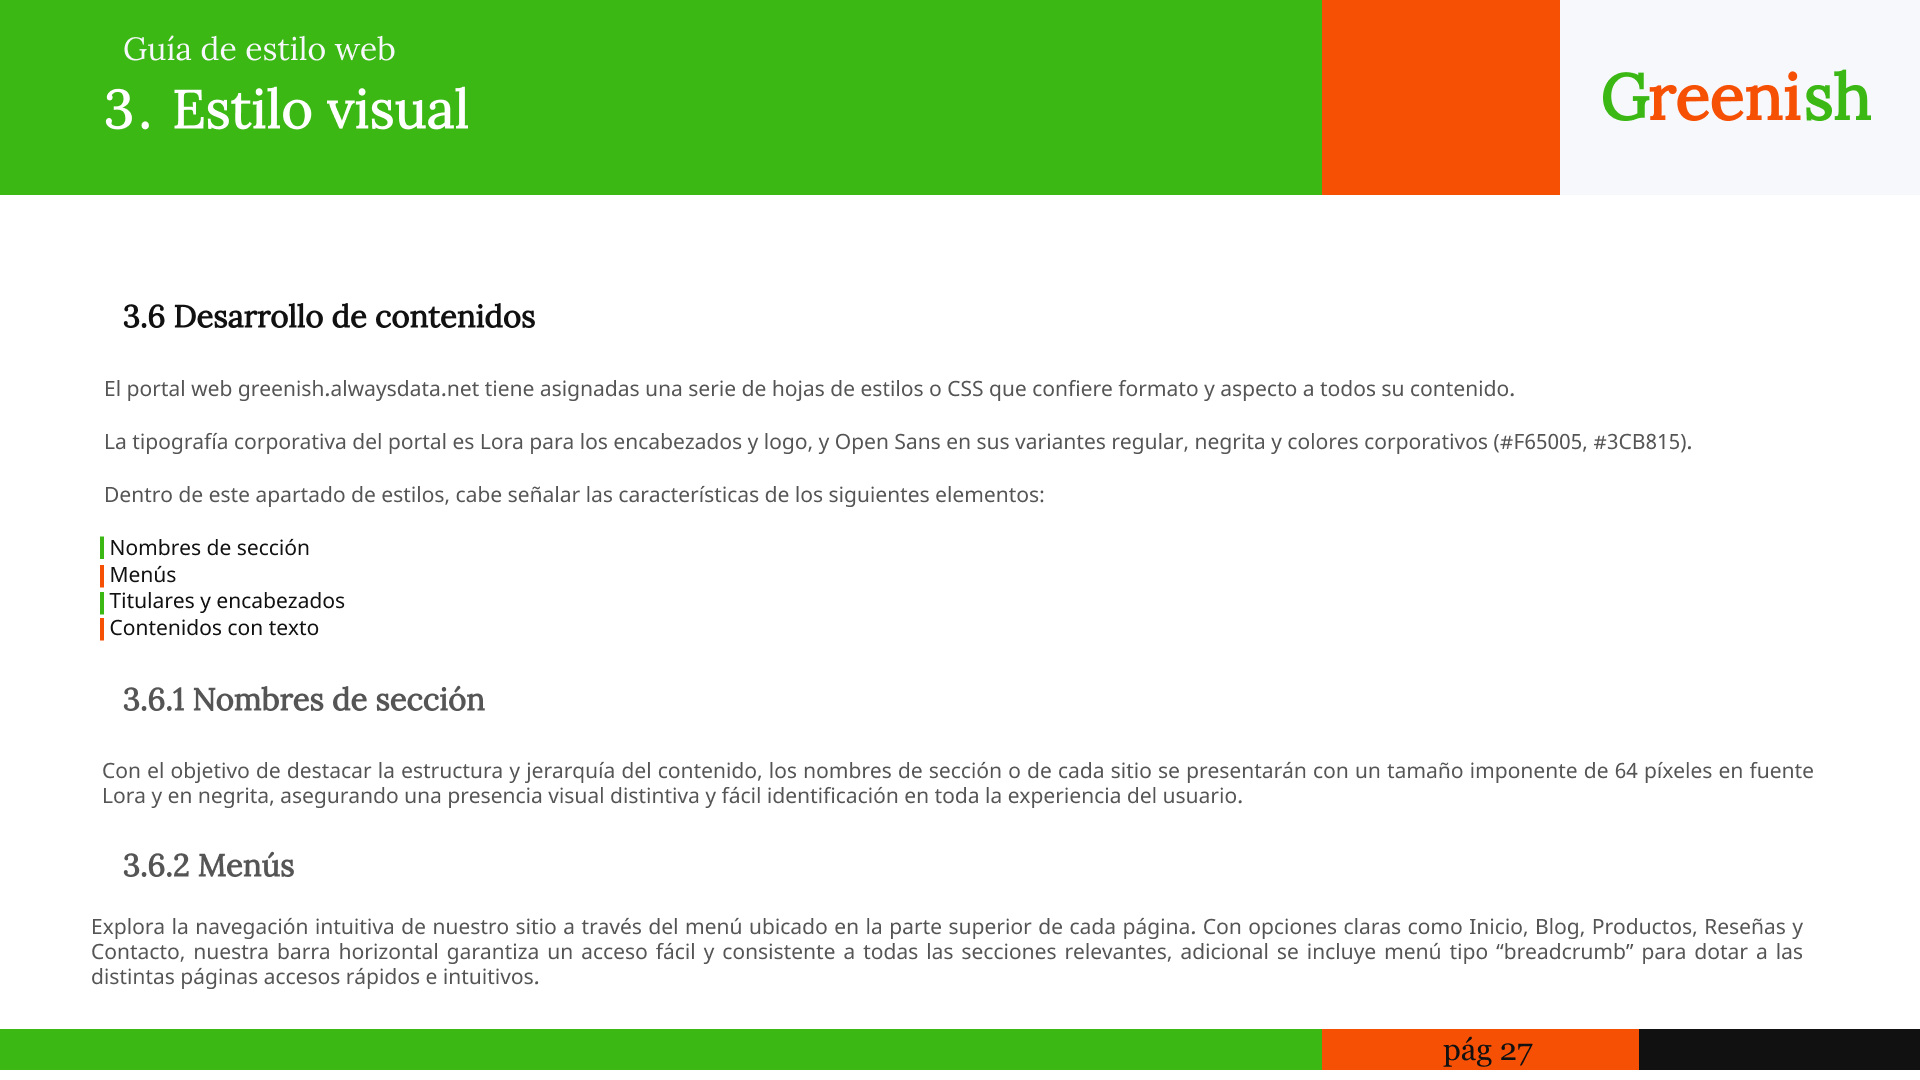 Guía de estilo web
3. Estilo visual
Greenish
3.6 Desarrollo de contenidos
El portal web greenish.alwaysdata.net tiene asignadas una serie de hojas de estilos o CSS que confiere formato y aspecto a todos su contenido.
La tipografía corporativa del portal es Lora para los encabezados y logo, y Open Sans en sus variantes regular, negrita y colores corporativos (#F65005, #3CB815).
Dentro de este apartado de estilos, cabe señalar las características de los siguientes elementos:
Nombres de sección
Menús
Titulares y encabezados
Contenidos con texto
3.6.1 Nombres de sección
Con el objetivo de destacar la estructura y jerarquía del contenido, los nombres de sección o de cada sitio se presentarán con un tamaño imponente de 64 píxeles en fuente
Lora y en negrita, asegurando una presencia visual distintiva y fácil identificación en toda la experiencia del usuario.
3.6.2 Menús
Explora la navegación intuitiva de nuestro sitio a través del menú ubicado en la parte superior de cada página. Con opciones claras como Inicio, Blog, Productos, Reseñas y
Contacto, nuestra barra horizontal garantiza un acceso fácil y consistente a todas las secciones relevantes, adicional se incluye menú tipo “breadcrumb” para dotar a las
distintas páginas accesos rápidos e intuitivos.
pág 27